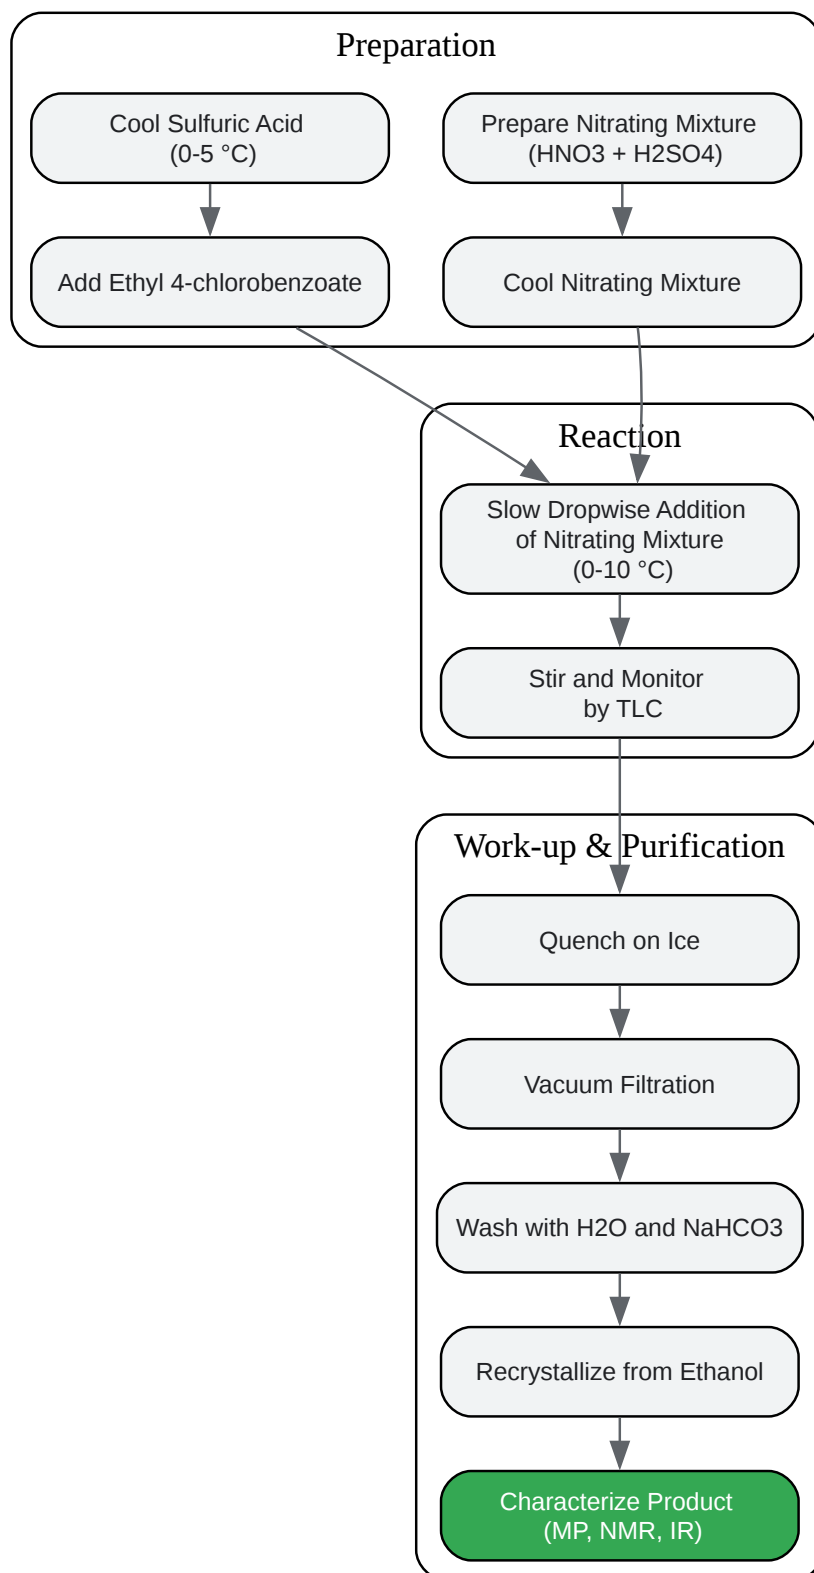 Preparation
Cool Sulfuric Acid
(0-5 °C)
Prepare Nitrating Mixture
(HNO3 + H2SO4)
Add Ethyl 4-chlorobenzoate
Cool Nitrating Mixture
Reaction
Slow Dropwise Addition
of Nitrating Mixture
(0-10 °C)
Stir and Monitor
by TLC
Work-up & Purification
Quench on Ice
Vacuum Filtration
Wash with H2O and NaHCO3
Recrystallize from Ethanol
Characterize Product
(MP, NMR, IR)